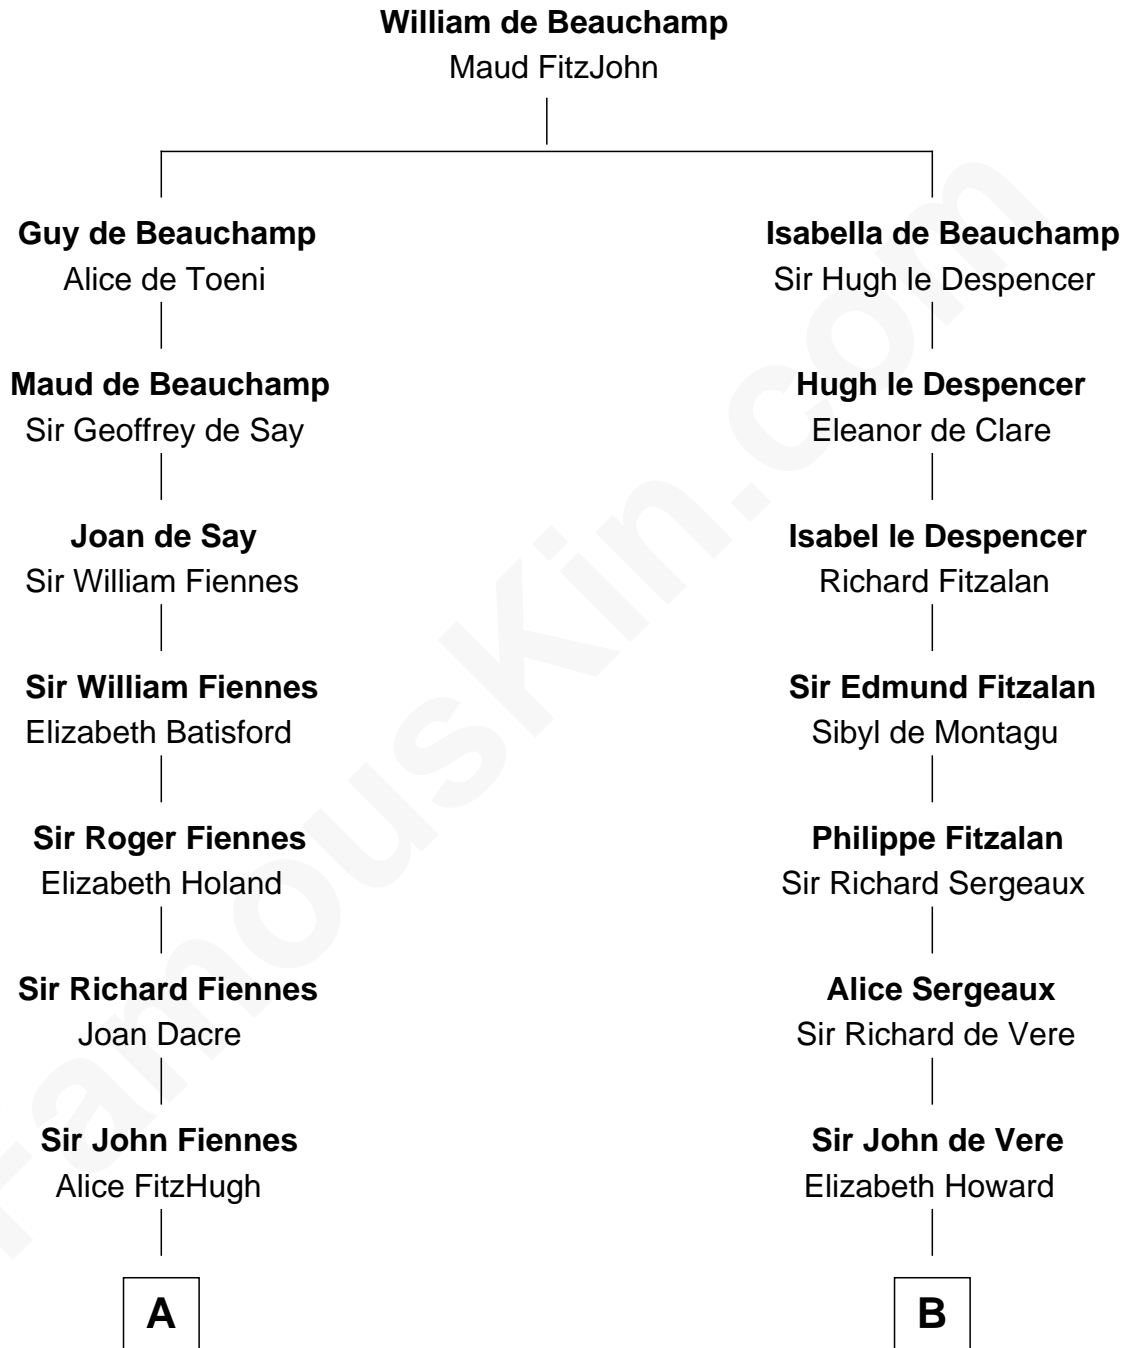 William de Beauchamp
Maud FitzJohn
Guy de Beauchamp
Alice de Toeni
Isabella de Beauchamp
Sir Hugh le Despencer
Maud de Beauchamp
Sir Geoffrey de Say
Hugh le Despencer
Eleanor de Clare
Joan de Say
Sir William Fiennes
Isabel le Despencer
Richard Fitzalan
Sir William Fiennes
Elizabeth Batisford
Sir Edmund Fitzalan
Sibyl de Montagu
Sir Roger Fiennes
Elizabeth Holand
Philippe Fitzalan
Sir Richard Sergeaux
Sir Richard Fiennes
Joan Dacre
Alice Sergeaux
Sir Richard de Vere
Sir John Fiennes
Alice FitzHugh
Sir John de Vere
Elizabeth Howard
A
B
FamousKin.com